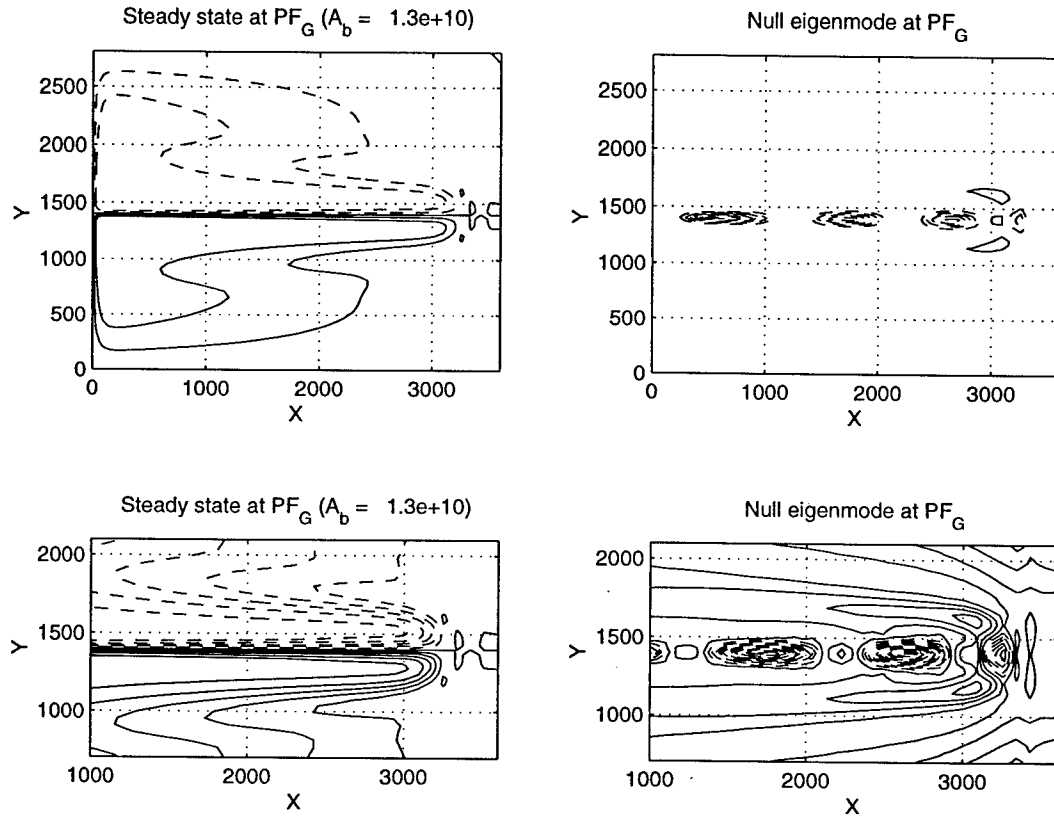 Steady state at PF_G (A_b = 1.3e+10)
Y
2500
2000
1500
1000
500
0
0 1000 2000 3000
X
Null eigenmode at PF_G
Y
2500
2000
1500
1000
500
0
0 1000 2000 3000
X
Steady state at PF_G (A_b = 1.3e+10)
Y
2000
1500
1000
1000 2000 3000
X
Null eigenmode at PF_G
Y
2000
1500
1000
1000 2000 3000
X